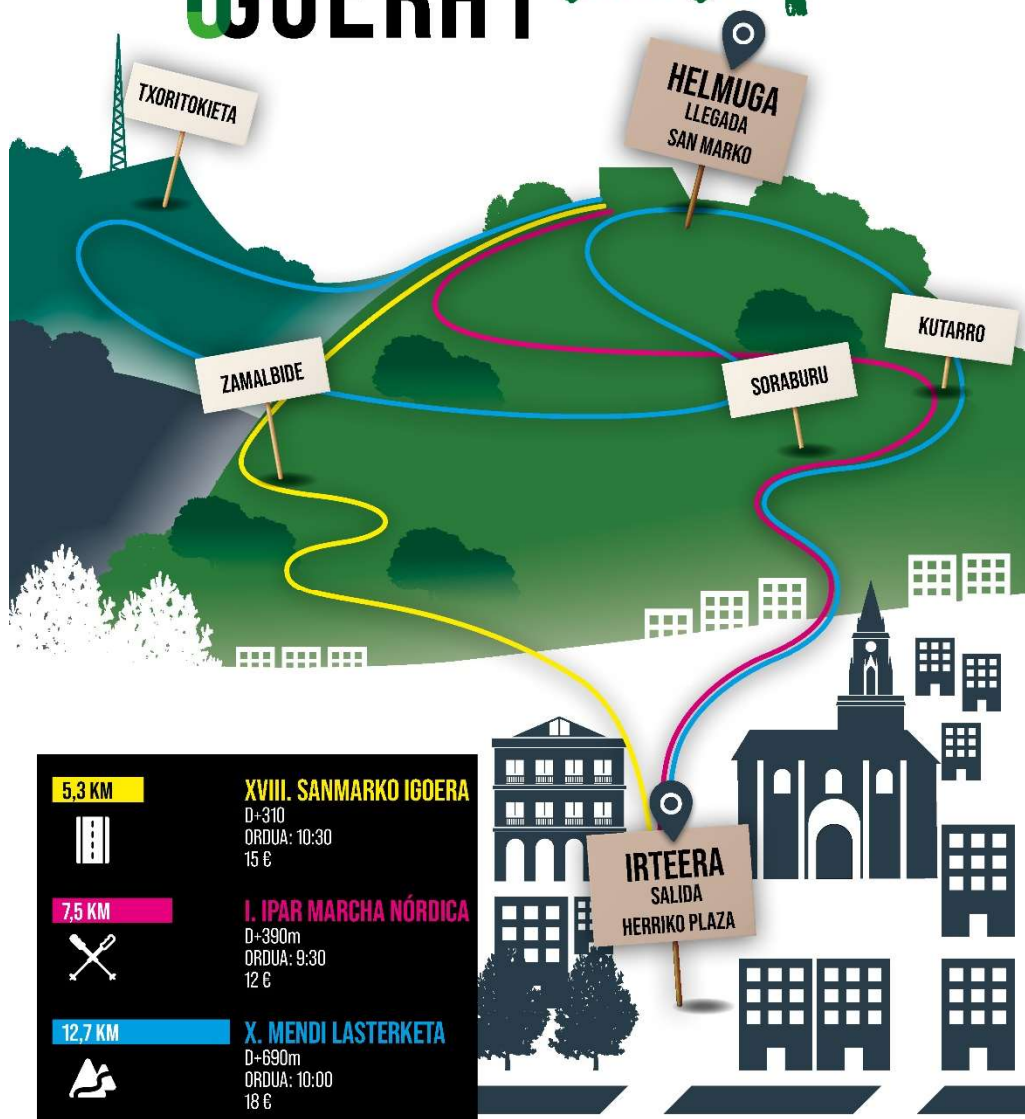 TXORITOKIETA
HELMUGA
LLEGADA
SAN MARKO
KUTARRO
ZAMALBIDE
SORABURU
5,3 KM
XVIII. SANMARKO IGOERA
D+310
ORDUA: 10:30
15 €
IRTEERA
SALIDA
HERRIKO PLAZA
7,5 KM
I. IPAR MARCHA NÓRDICA
D+390m
ORDUA: 9:30
12 €
12,7 KM
X. MENDI LASTERKETA
D+690m
ORDUA: 10:00
18 €